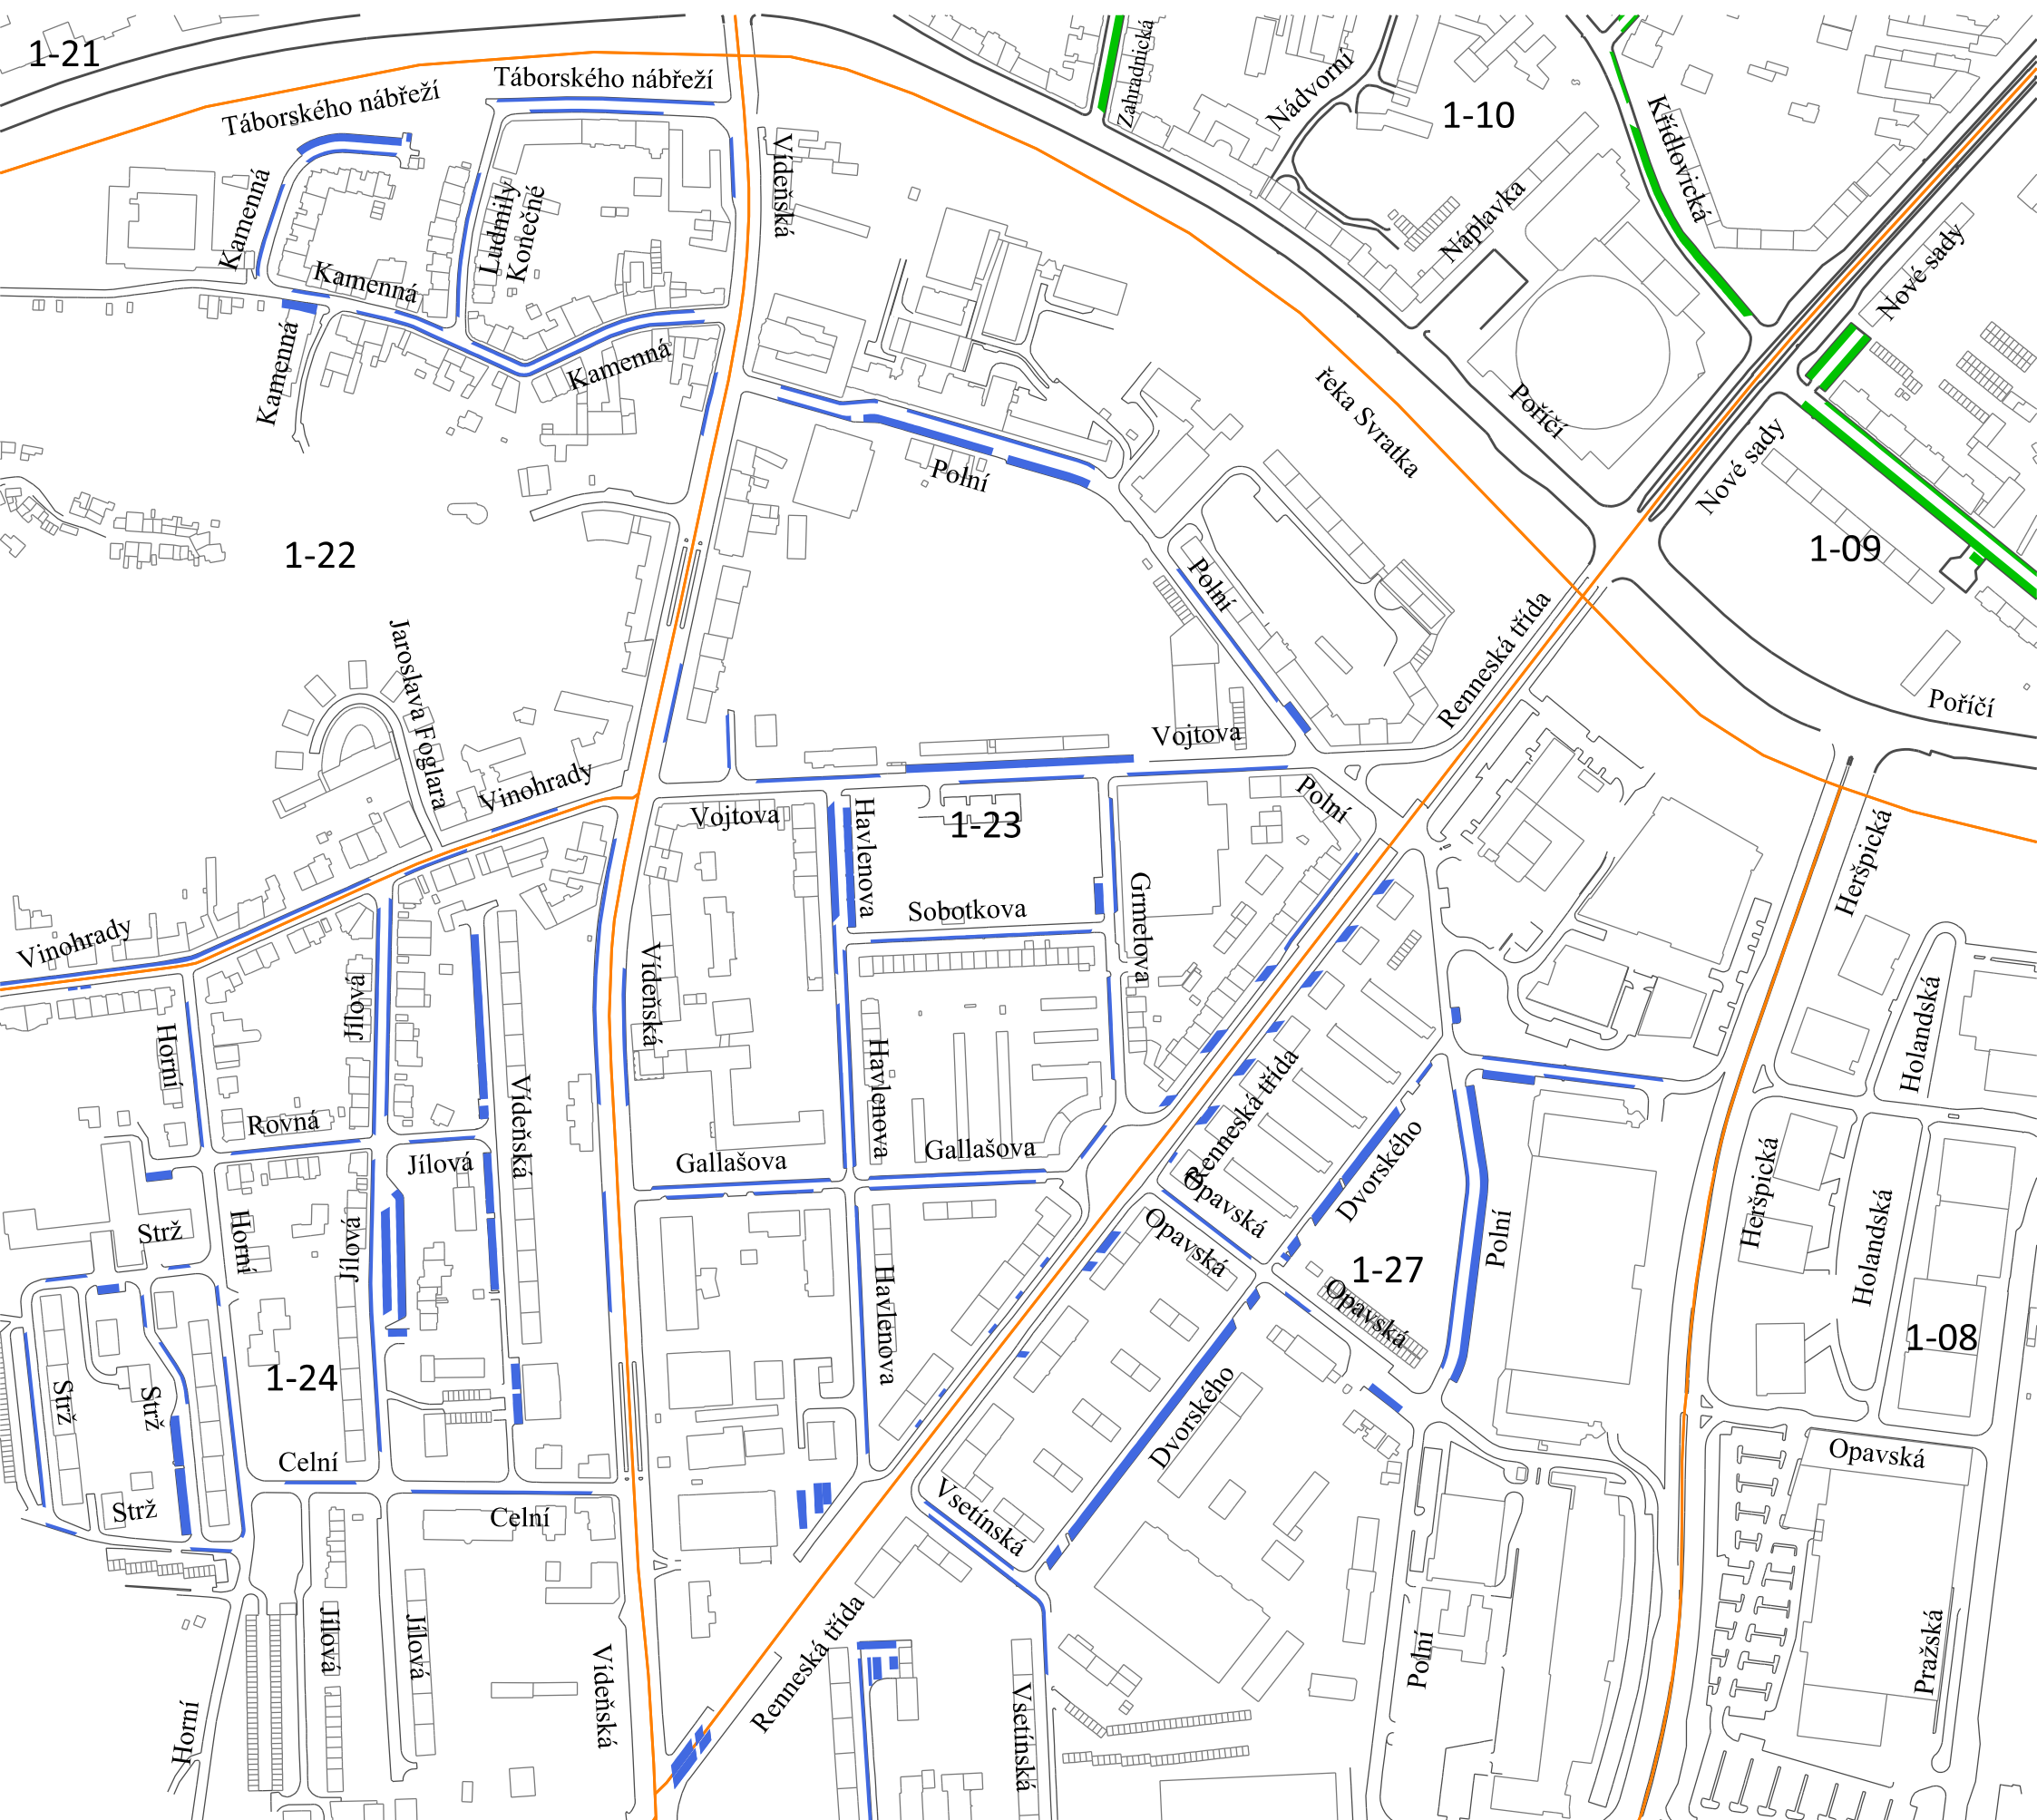 1-21
Táborského nábřeží
Táborského nábřeží
Zahradnická
Nádvorní
1-10
Křídlovická
Kamenná
Ludmily
Konečné
Vídeňská
Náplavka
Nové sady
Kamenná
Kamenná
Kamenná
řeka Svratka
Poříčí
Polní
Nové sady
1-22
1-09
Polní
Renneská třída
Jaroslava Foglara
Poříčí
Vojtova
Vinohrady
Vojtova
Polní
1-23
Havlenova
Heršpická
Grmelova
Sobotkova
Vinohrady
Vídeňská
Jílová
Holandská
Horní
Havlenova
Vídeňská
Renneská třída
Rovná
Dvorského
Jílová
Gallašova
Gallašova
Heršpická
Opavská
Strž
Horní
Jílová
Opavská
Polní
Holandská
1-27
Havlenova
Opavská
1-08
1-24
Strž
Strž
Dvorského
Celní
Opavská
Strž
Celní
Vsetínská
Jílová
Jílová
Renneská třída
Polní
Pražská
Horní
Vídeňská
Vsetínská